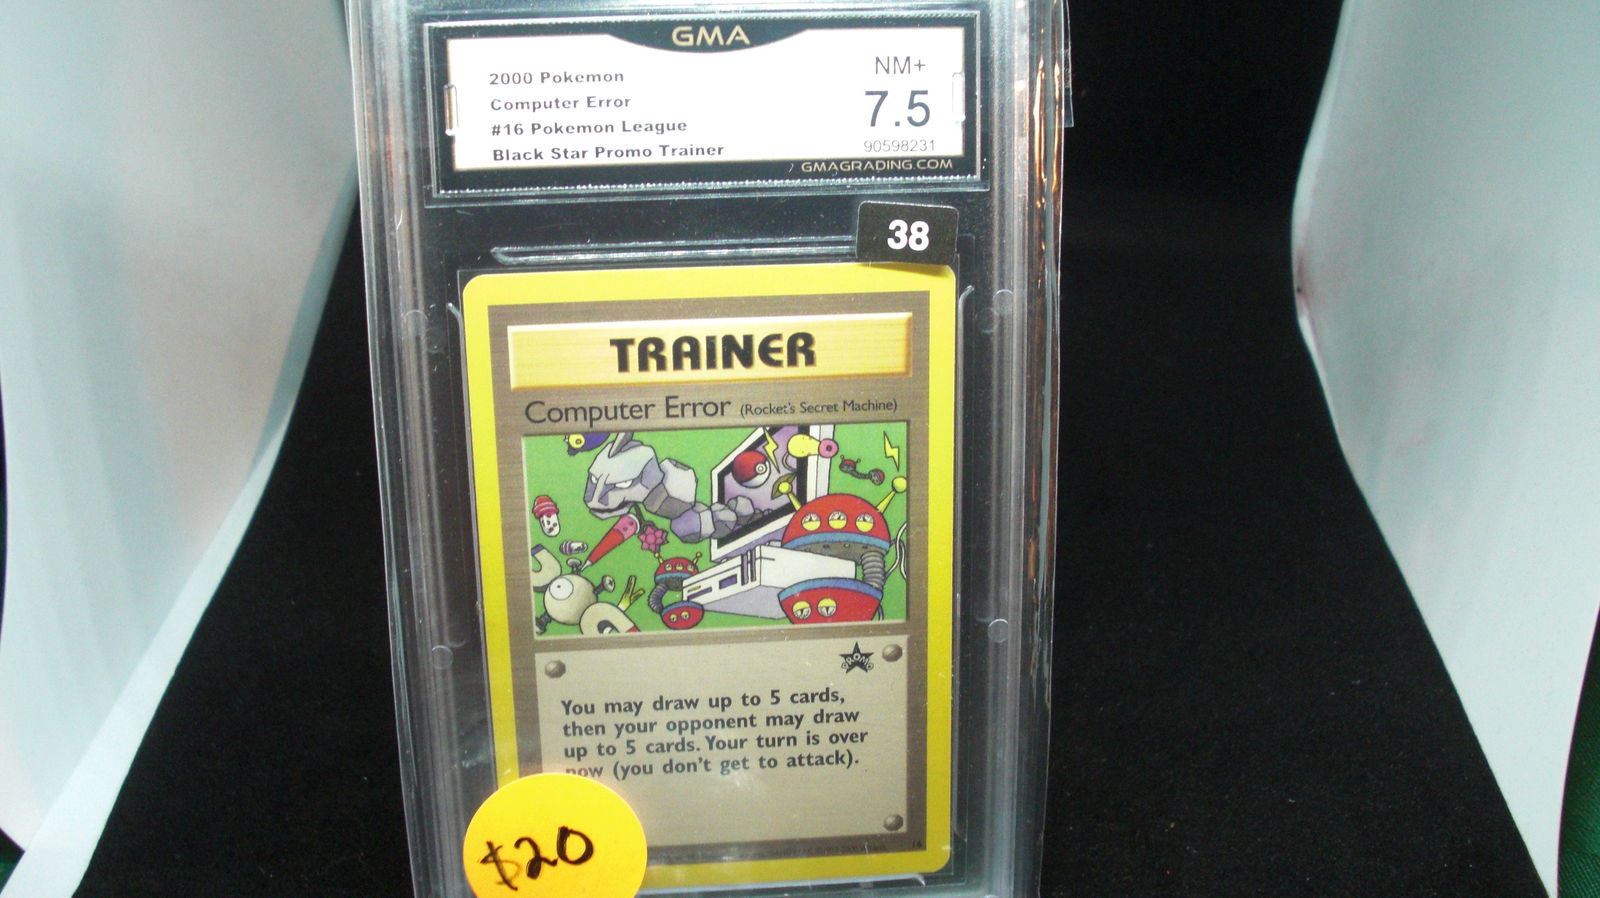 GMA
2000 Pokemon
Computer Error
#16 Pokemon League
Black Star Promo Trainer
NM+
7.5
90598231
GMAGRADING.COM
38
TRAINER
Computer Error (Rocket's Secret Machine)
PROMO
You may draw up to 5 cards,
then your opponent may draw
up to 5 cards. Your turn is over
now (you don't get to attack).
16
$20